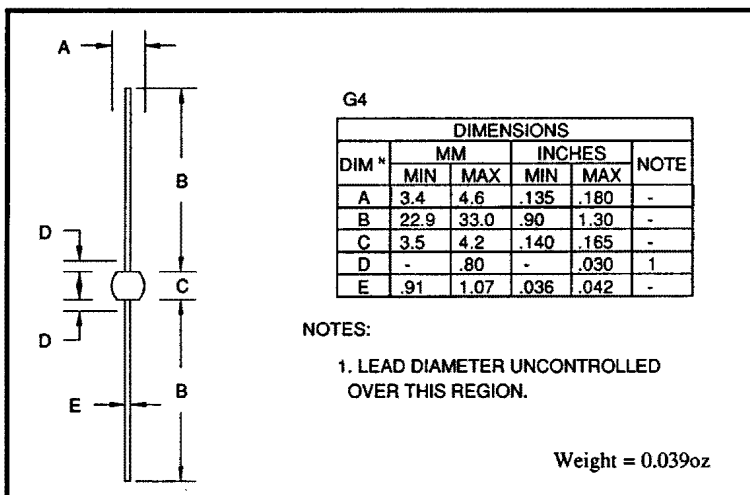 A
B
D
C
D
B
E
G4
DIMENSIONS
DIM ᴺ MM INCHES NOTE
MIN MAX MIN MAX
A 3.4 4.6 .135 .180 -
B 22.9 33.0 .90 1.30 -
C 3.5 4.2 .140 .165 -
D - .80 - .030 1
E .91 1.07 .036 .042 -
NOTES:
1. LEAD DIAMETER UNCONTROLLED
OVER THIS REGION.
Weight = 0.039oz